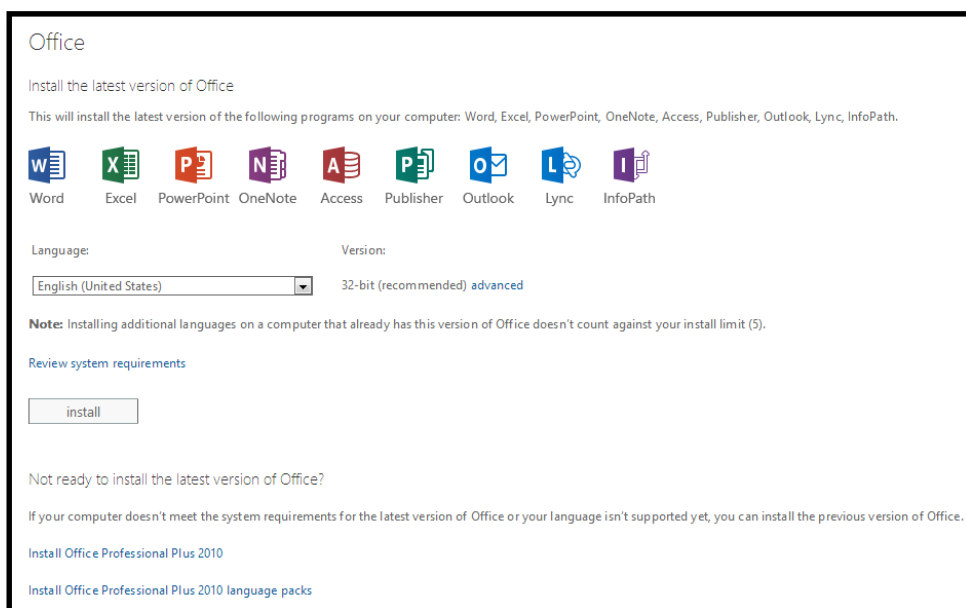 Office
Install the latest version of Office
This will install the latest version of the following programs on your computer: Word, Excel, PowerPoint, OneNote, Access, Publisher, Outlook, Lync, InfoPath.
W X P N A P O L I
Word Excel PowerPoint OneNote Access Publisher Outlook Lync InfoPath
Language: Version:
English (United States) 32-bit (recommended) advanced
Note: Installing additional languages on a computer that already has this version of Office doesn't count against your install limit (5).
Review system requirements
install
Not ready to install the latest version of Office?
If your computer doesn't meet the system requirements for the latest version of Office or your language isn't supported yet, you can install the previous version of Office.
Install Office Professional Plus 2010
Install Office Professional Plus 2010 language packs